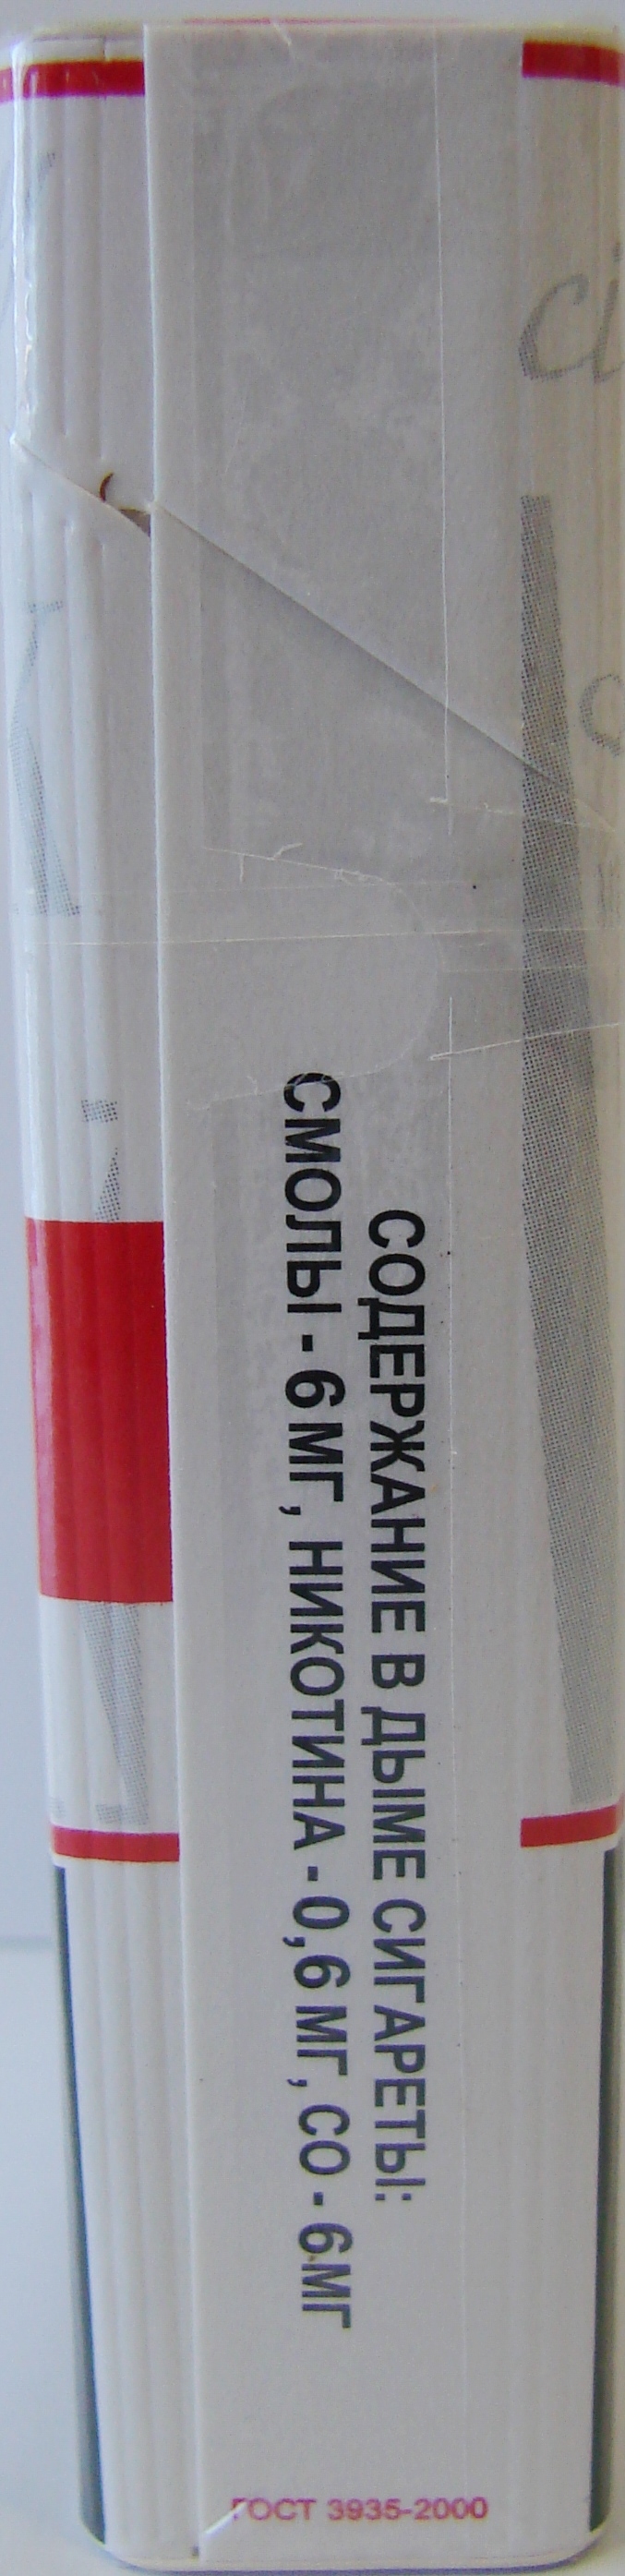 СОДЕРЖАНИЕ В ДЫМЕ СИГАРЕТЫ:
СМОЛЫ - 6 МГ, НИКОТИНА - 0,6 МГ, СО - 6 МГ
ГОСТ 3935-2000